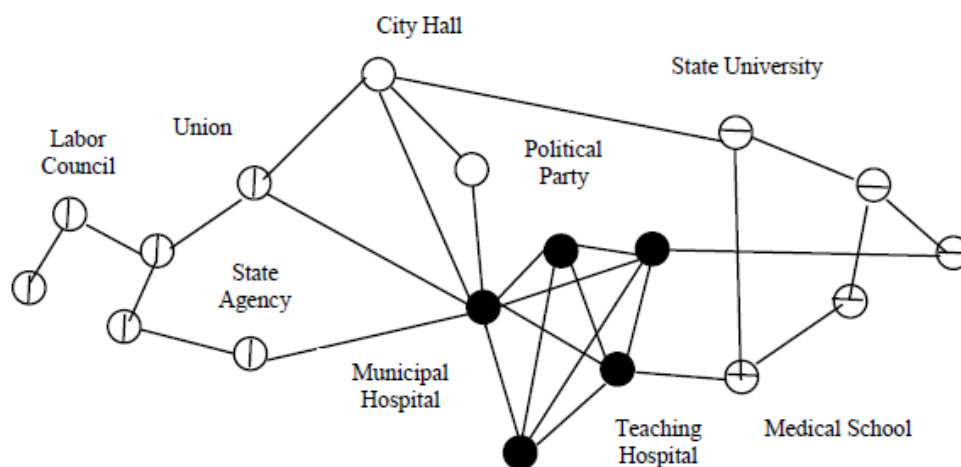 City Hall
State University
Union
Labor
Council
Political
Party
State
Agency
Municipal
Hospital
Teaching
Hospital
Medical School